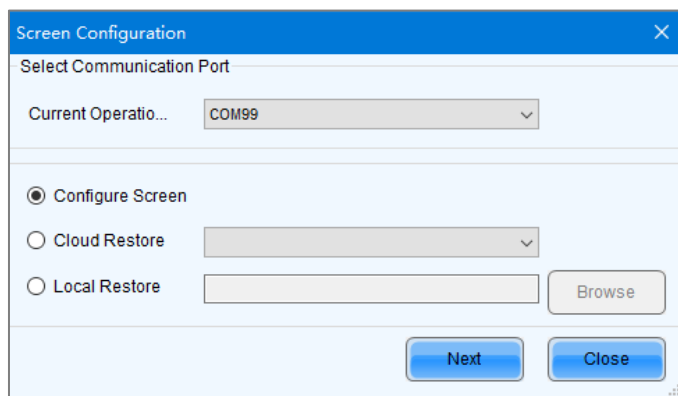 Screen Configuration
Select Communication Port
Current Operatio... COM99
Configure Screen
Cloud Restore
Local Restore Browse
Next Close